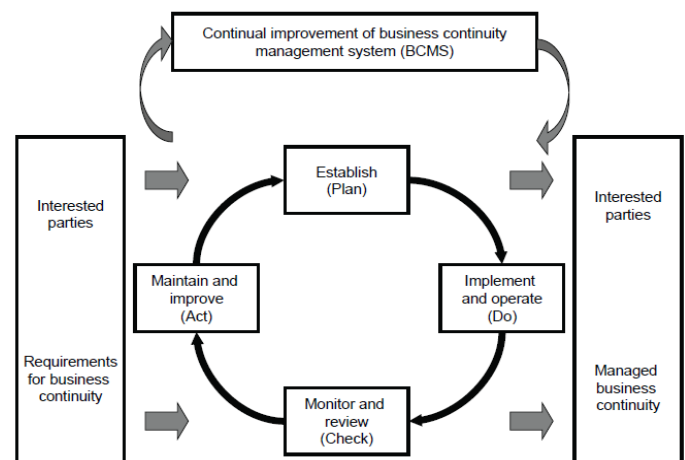 Continual improvement of business continuity
management system (BCMS)
Establish
(Plan)
Interested
parties
Interested
parties
Maintain and
improve
(Act)
Implement
and operate
(Do)
Requirements
for business
continuity
Managed
business
continuity
Monitor and
review
(Check)